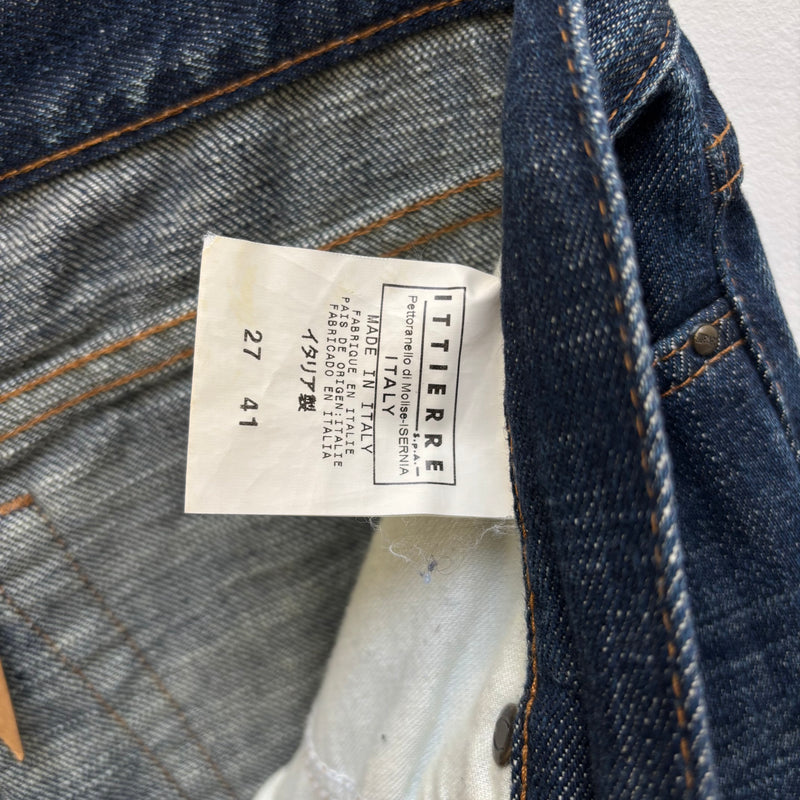 ITTIERRE
S.p.A.
Pettoranello di Molise-ISERNIA
ITALY
MADE IN ITALY
FABRIQUE EN ITALIE
PAIS DE ORIGEN:ITALIE
FABRICADO EN ITALIA
イタリア製
27 41